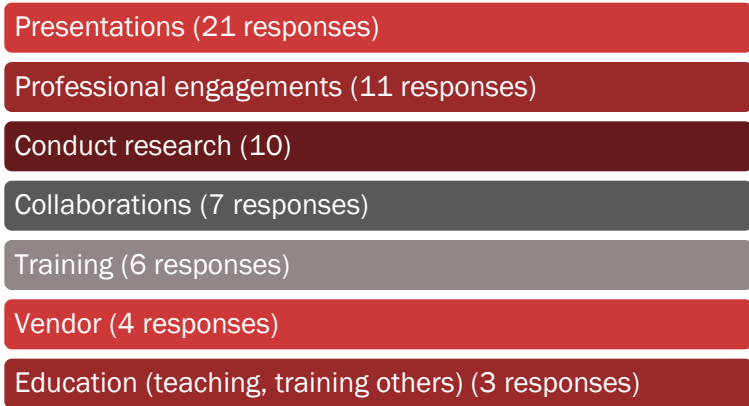 Presentations (21 responses)
Professional engagements (11 responses)
Conduct research (10)
Collaborations (7 responses)
Training (6 responses)
Vendor (4 responses)
Education (teaching, training others) (3 responses)